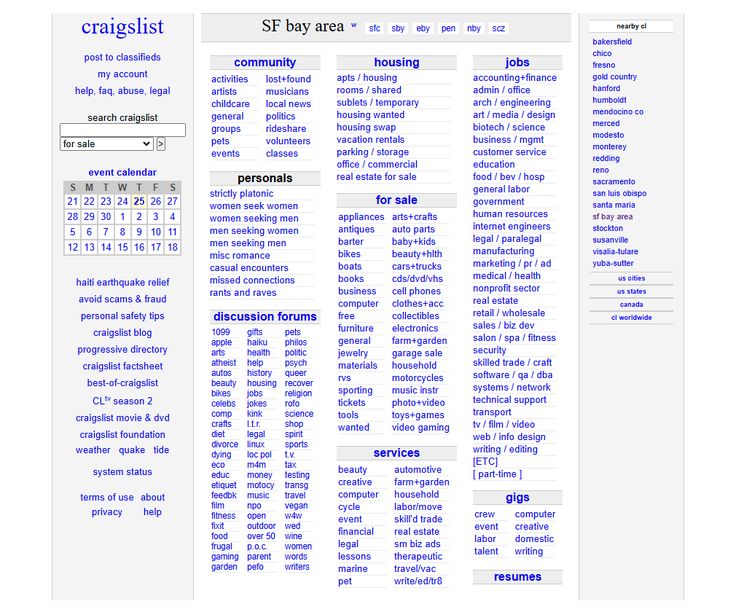 craigslist
post to classifieds
my account
help, faq, abuse, legal
search craigslist
for sale >
event calendar
S M T W T F S
21 22 23 24 25 26 27
28 29 30 1 2 3 4
5 6 7 8 9 10 11
12 13 14 15 16 17 18
haiti earthquake relief
avoid scams & fraud
personal safety tips
craigslist blog
progressive directory
craigslist factsheet
best-of-craigslist
CLtv season 2
craigslist movie & dvd
craigslist foundation
weather quake tide
system status
terms of use about
privacy help
SF bay area w sfc sby eby pen nby scz
community
activities lost+found
artists musicians
childcare local news
general politics
groups rideshare
pets volunteers
events classes
personals
strictly platonic
women seek women
women seeking men
men seeking women
men seeking men
misc romance
casual encounters
missed connections
rants and raves
discussion forums
1099 gifts pets
apple haiku philos
arts health politic
atheist help psych
autos history queer
beauty housing recover
bikes jobs religion
celebs jokes rofo
comp kink science
crafts l.t.r. shop
diet legal spirit
divorce linux sports
dying loc pol t.v.
eco m4m tax
educ money testing
etiquet motocy transg
feedbk music travel
film npo vegan
fitness open w4w
fixit outdoor wed
food over 50 wine
frugal p.o.c. women
gaming parent words
garden pefo writers
housing
apts / housing
rooms / shared
sublets / temporary
housing wanted
housing swap
vacation rentals
parking / storage
office / commercial
real estate for sale
for sale
appliances arts+crafts
antiques auto parts
barter baby+kids
bikes beauty+hlth
boats cars+trucks
books cds/dvd/vhs
business cell phones
computer clothes+acc
free collectibles
furniture electronics
general farm+garden
jewelry garage sale
materials household
rvs motorcycles
sporting music instr
tickets photo+video
tools toys+games
wanted video gaming
services
beauty automotive
creative farm+garden
computer household
cycle labor/move
event skill'd trade
financial real estate
legal sm biz ads
lessons therapeutic
marine travel/vac
pet write/ed/tr8
jobs
accounting+finance
admin / office
arch / engineering
art / media / design
biotech / science
business / mgmt
customer service
education
food / bev / hosp
general labor
government
human resources
internet engineers
legal / paralegal
manufacturing
marketing / pr / ad
medical / health
nonprofit sector
real estate
retail / wholesale
sales / biz dev
salon / spa / fitness
security
skilled trade / craft
software / qa / dba
systems / network
technical support
transport
tv / film / video
web / info design
writing / editing
[ETC]
[ part-time ]
gigs
crew computer
event creative
labor domestic
talent writing
resumes
nearby cl
bakersfield
chico
fresno
gold country
hanford
humboldt
mendocino co
merced
modesto
monterey
redding
reno
sacramento
san luis obispo
santa maria
sf bay area
stockton
susanville
visalia-tulare
yuba-sutter
us cities
us states
canada
cl worldwide